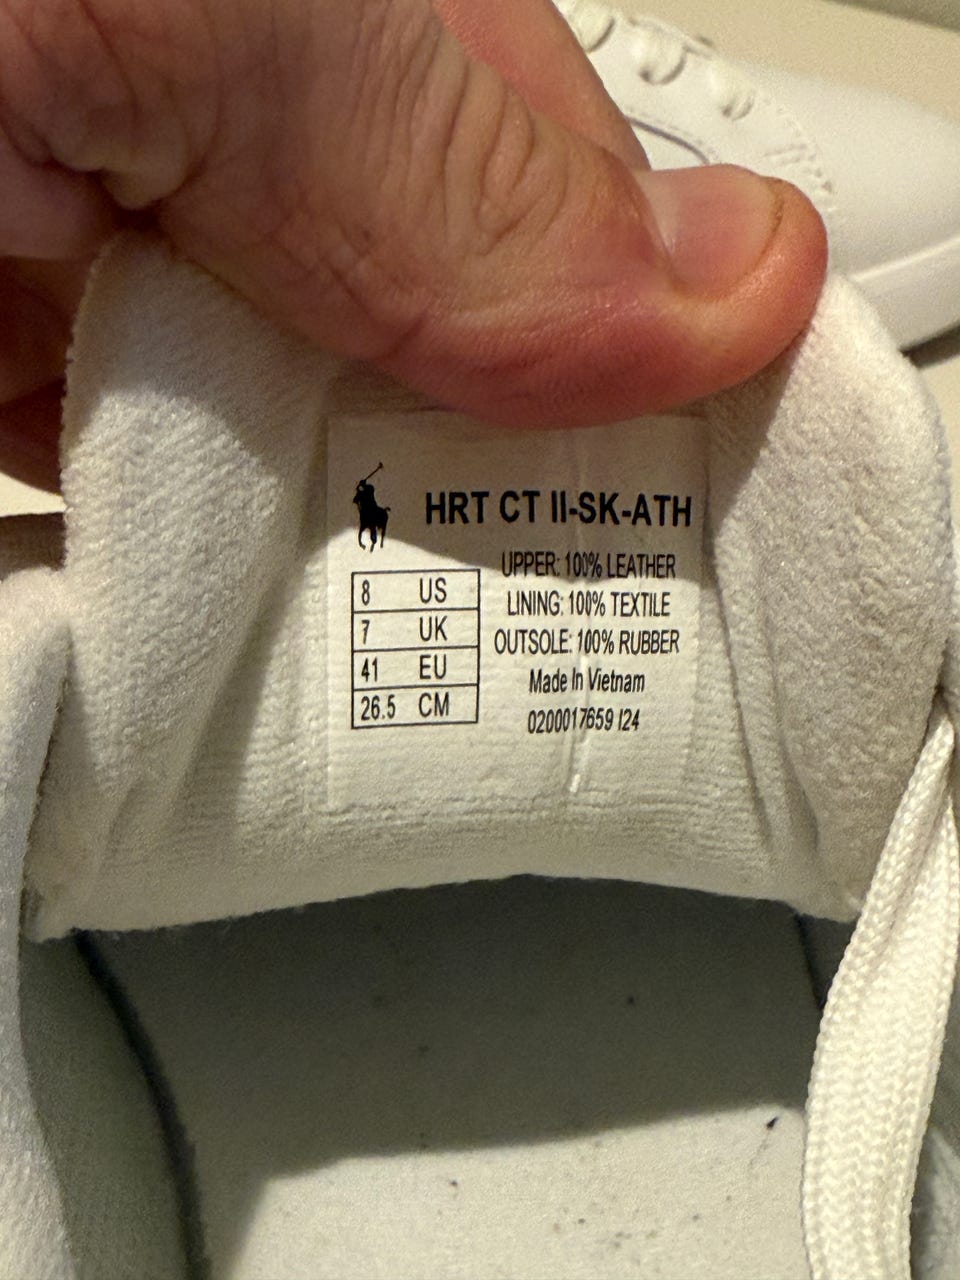 HRT CT II-SK-ATH
8 US
7 UK
41 EU
26.5 CM
UPPER: 100% LEATHER
LINING: 100% TEXTILE
OUTSOLE: 100% RUBBER
Made In Vietnam
0200017659 I24